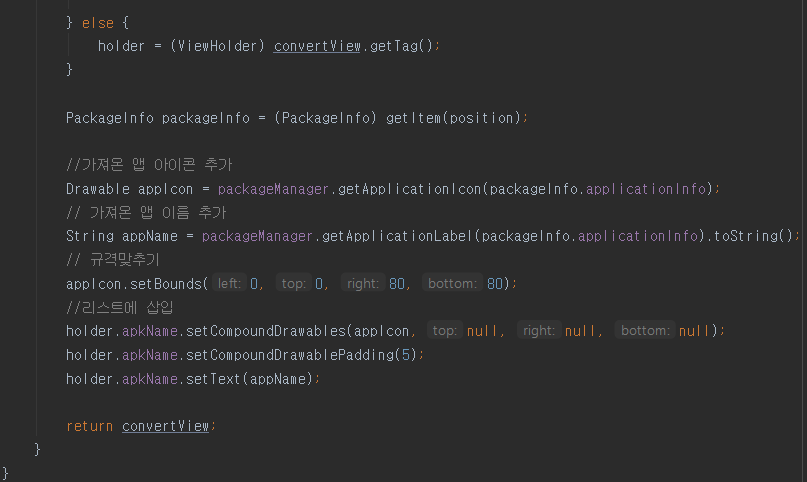 } else {
holder = (ViewHolder) convertView.getTag();
}
PackageInfo packageInfo = (PackageInfo) getItem(position);
//가져온 앱 아이콘 추가
Drawable appIcon = packageManager.getApplicationIcon(packageInfo.applicationInfo);
// 가져온 앱 이름 추가
String appName = packageManager.getApplicationLabel(packageInfo.applicationInfo).toString();
// 규격맞추기
appIcon.setBounds( left: 0, top: 0, right: 80, bottom: 80);
//리스트에 삽입
holder.apkName.setCompoundDrawables(appIcon, top: null, right: null, bottom: null);
holder.apkName.setCompoundDrawablePadding(5);
holder.apkName.setText(appName);
return convertView;
}
}